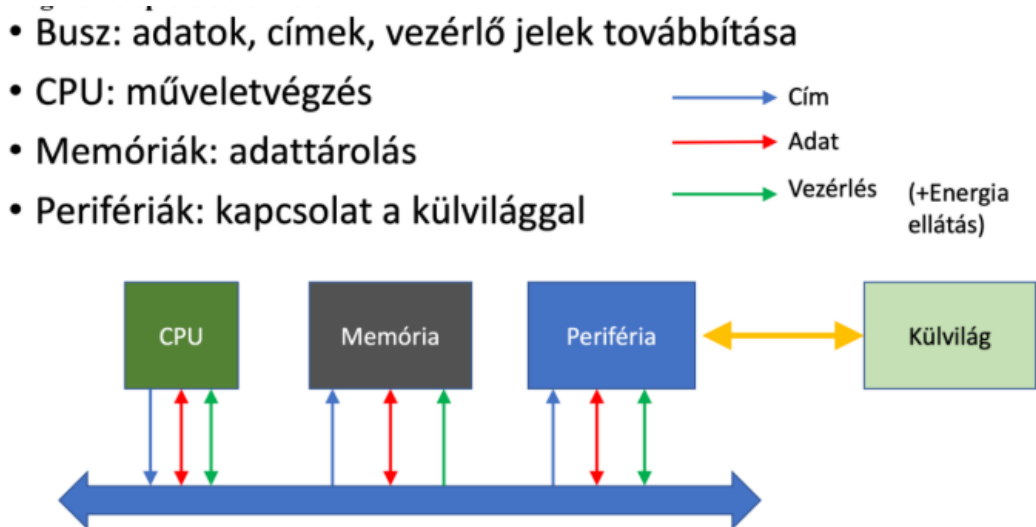 • Busz: adatok, címek, vezérlő jelek továbbítása
• CPU: műveletvégzés
• Memóriák: adattárolás
• Perifériák: kapcsolat a külvilággal
Cím
Adat
Vezérlés
(+Energia
ellátás)
CPU
Memória
Periféria
Külvilág